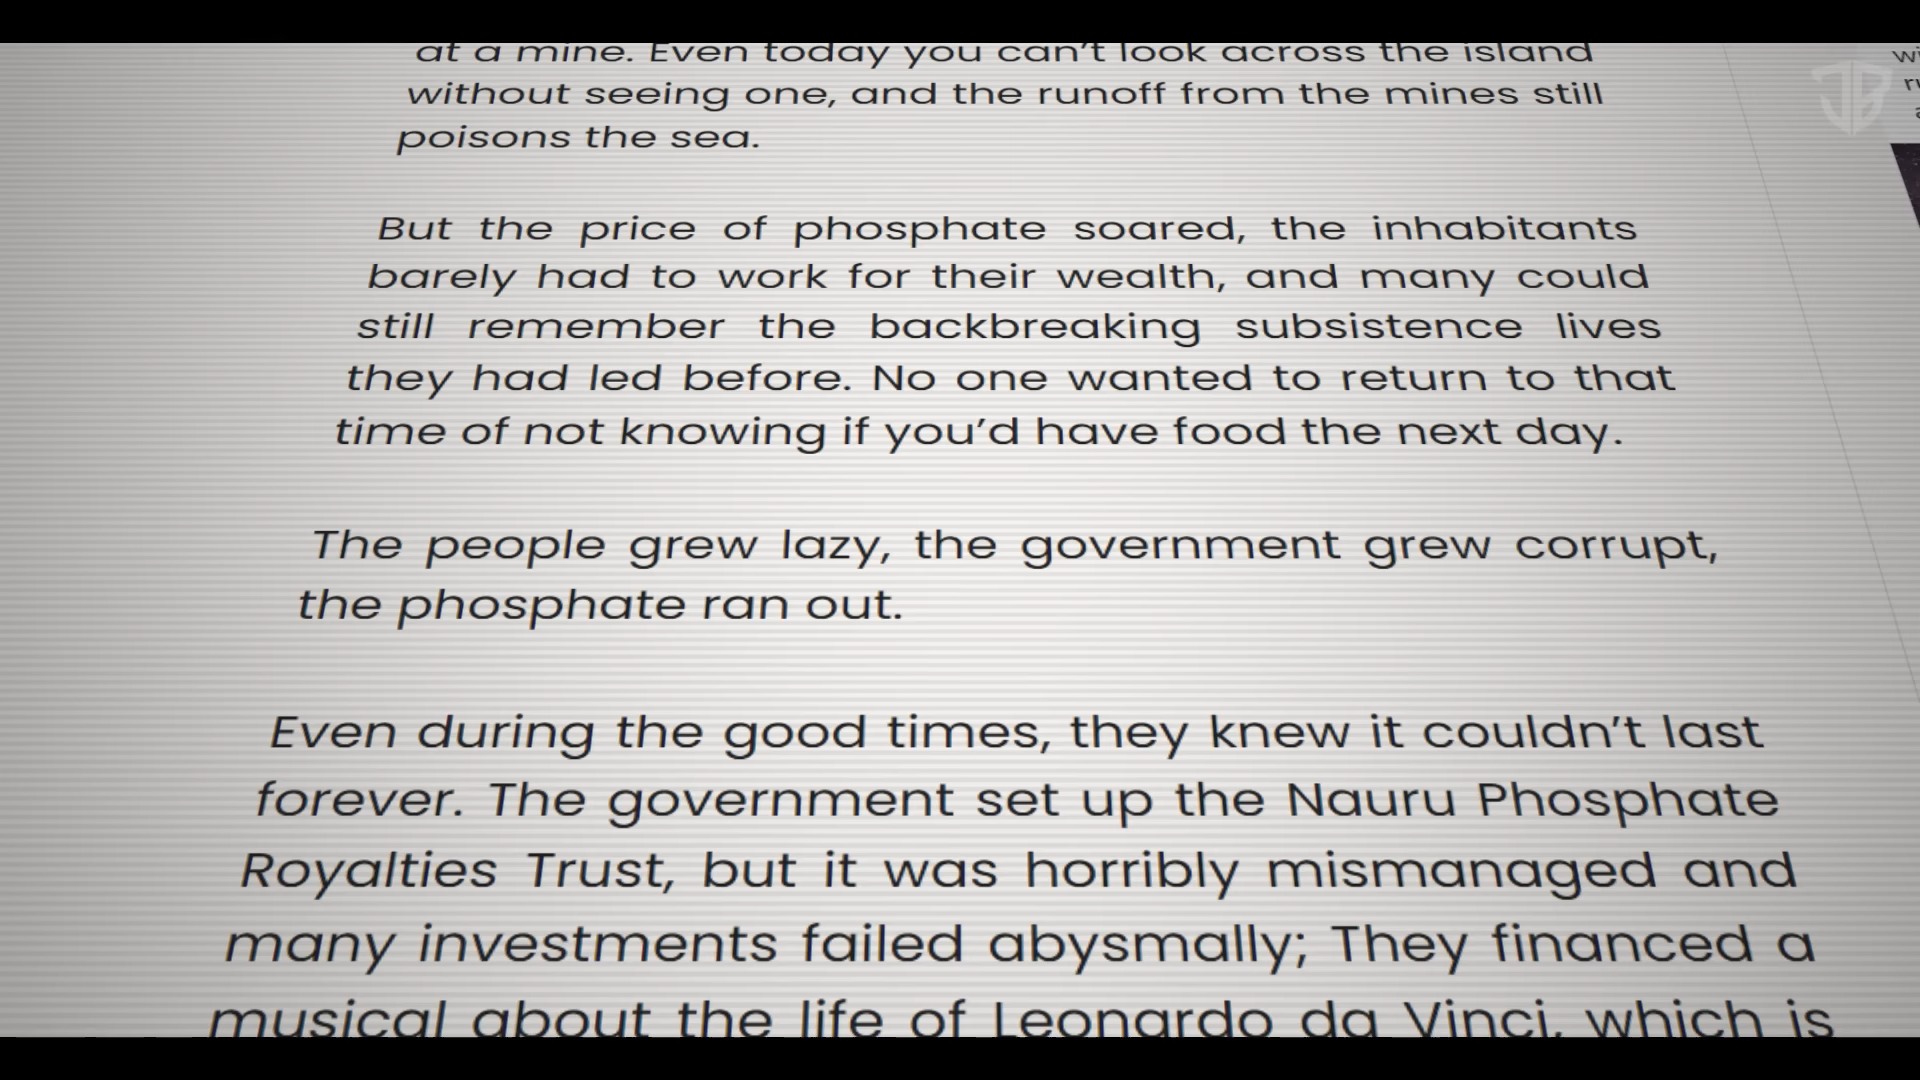 at a mine. Even today you can’t look across the island
without seeing one, and the runoff from the mines still
poisons the sea.
But the price of phosphate soared, the inhabitants
barely had to work for their wealth, and many could
still remember the backbreaking subsistence lives
they had led before. No one wanted to return to that
time of not knowing if you’d have food the next day.
The people grew lazy, the government grew corrupt,
the phosphate ran out.
Even during the good times, they knew it couldn’t last
forever. The government set up the Nauru Phosphate
Royalties Trust, but it was horribly mismanaged and
many investments failed abysmally; They financed a
musical about the life of Leonardo da Vinci, which is